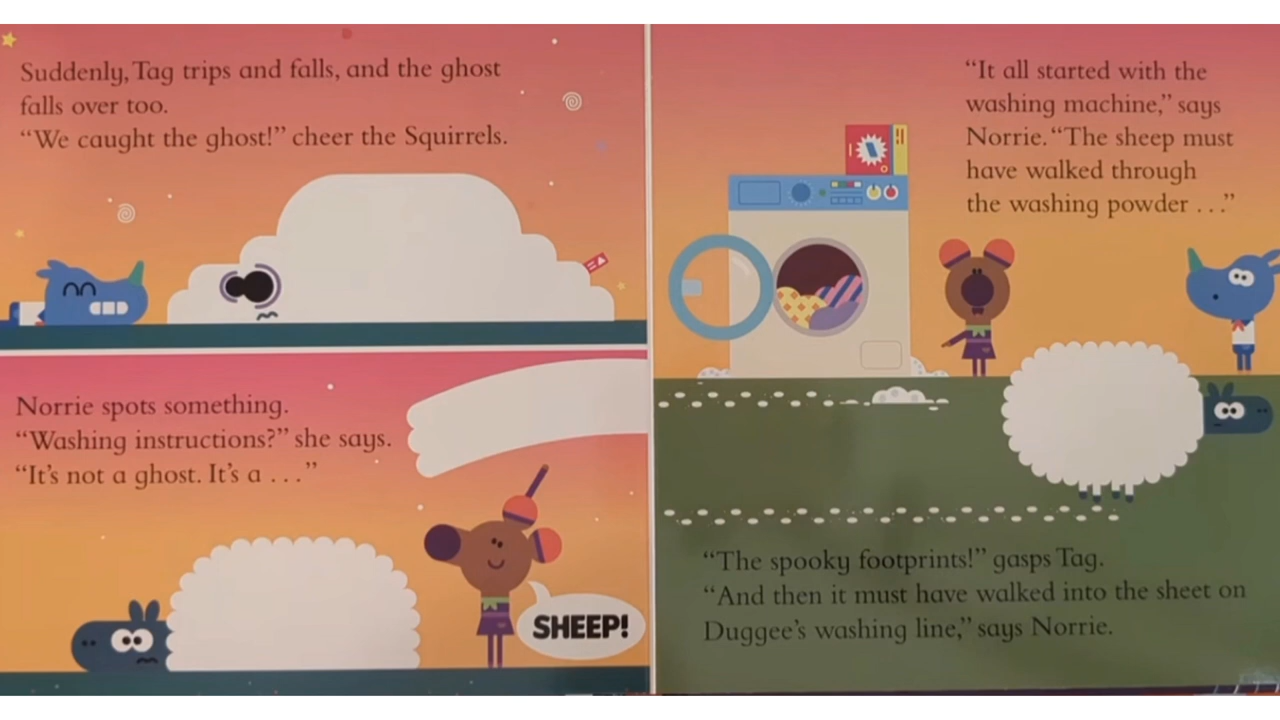 Suddenly, Tag trips and falls, and the ghost
falls over too.
“We caught the ghost!” cheer the Squirrels.
Norrie spots something.
“Washing instructions?” she says.
“It’s not a ghost. It’s a . . .”
SHEEP!
“It all started with the
washing machine,” says
Norrie. “The sheep must
have walked through
the washing powder . . .”
“The spooky footprints!” gasps Tag.
“And then it must have walked into the sheet on
Duggee’s washing line,” says Norrie.